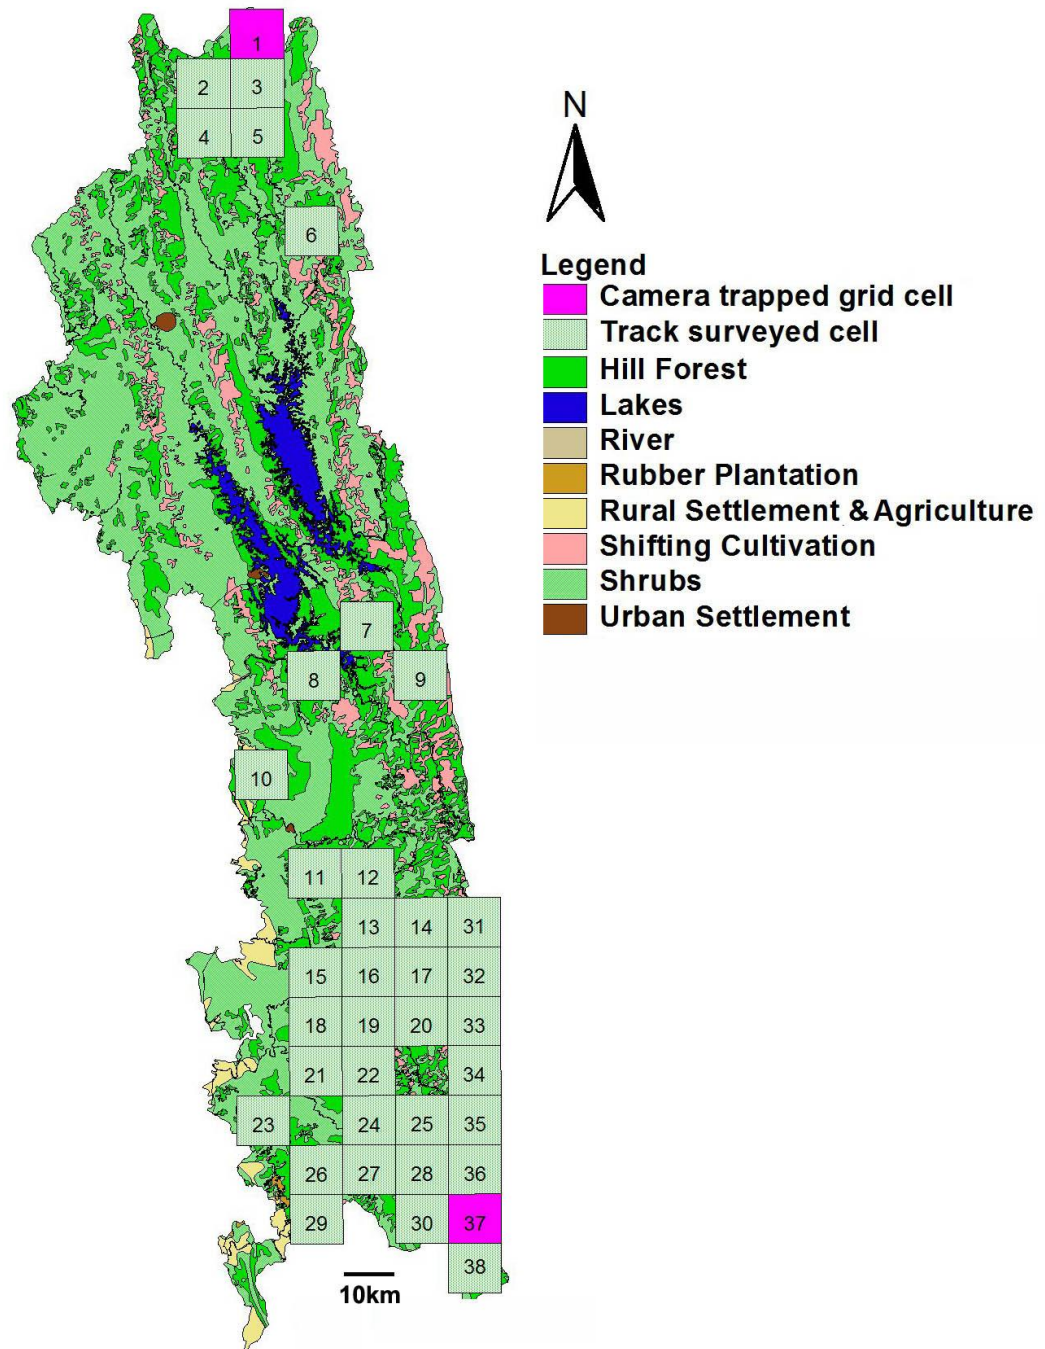 1
2 3
4 5
6
7
8 9
10
11 12
13 14 31
15 16 17 32
18 19 20 33
21 22 34
23 24 25 35
26 27 28 36
29 30 37
38
10km
N
Legend
Camera trapped grid cell
Track surveyed cell
Hill Forest
Lakes
River
Rubber Plantation
Rural Settlement & Agriculture
Shifting Cultivation
Shrubs
Urban Settlement